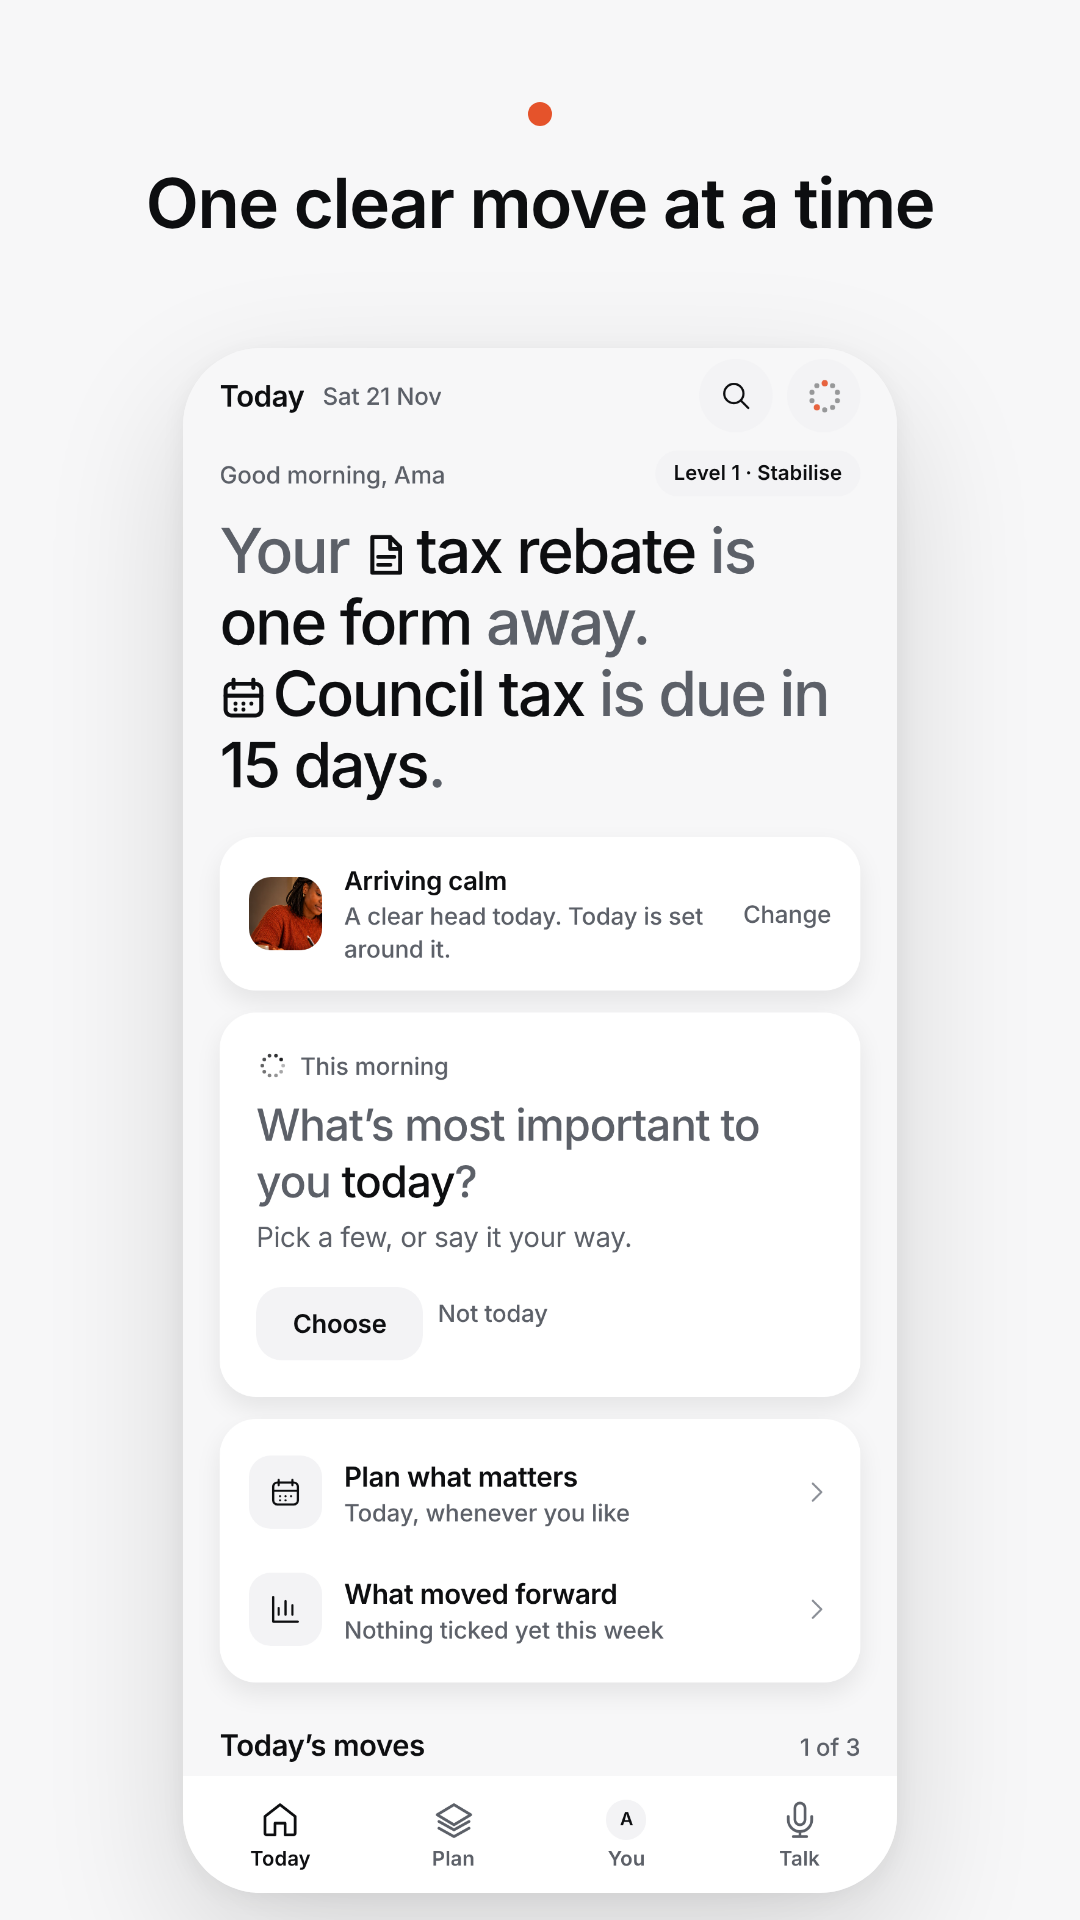 One clear move at a time
Today Sat 21 Nov
Good morning, Ama
Level 1 · Stabilise
Your tax rebate is
one form away.
Council tax is due in
15 days.
Arriving calm
A clear head today. Today is set
around it.
Change
This morning
What’s most important to
you today?
Pick a few, or say it your way.
Choose
Not today
Plan what matters
Today, whenever you like
What moved forward
Nothing ticked yet this week
Today’s moves
1 of 3
Today
Plan
A
You
Talk